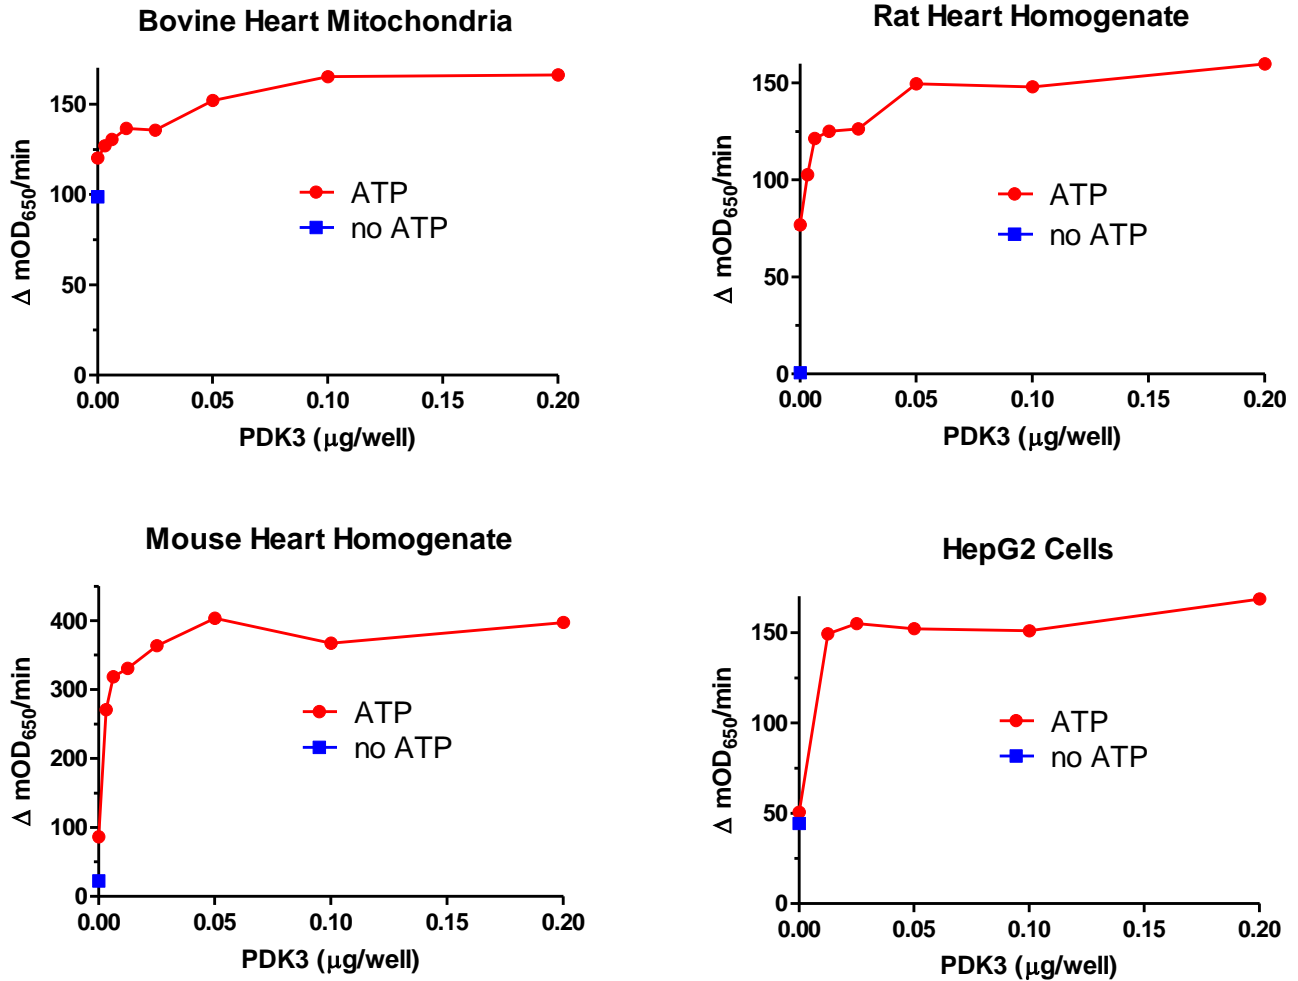 Bovine Heart Mitochondria
Δ mOD650/min
150
100
50
0
0.00 0.05 0.10 0.15 0.20
PDK3 (μg/well)
ATP
no ATP
Rat Heart Homogenate
Δ mOD650/min
150
100
50
0
0.00 0.05 0.10 0.15 0.20
PDK3 (μg/well)
ATP
no ATP
Mouse Heart Homogenate
Δ mOD650/min
400
300
200
100
0
0.00 0.05 0.10 0.15 0.20
PDK3 (μg/well)
ATP
no ATP
HepG2 Cells
Δ mOD650/min
150
100
50
0
0.00 0.05 0.10 0.15 0.20
PDK3 (μg/well)
ATP
no ATP